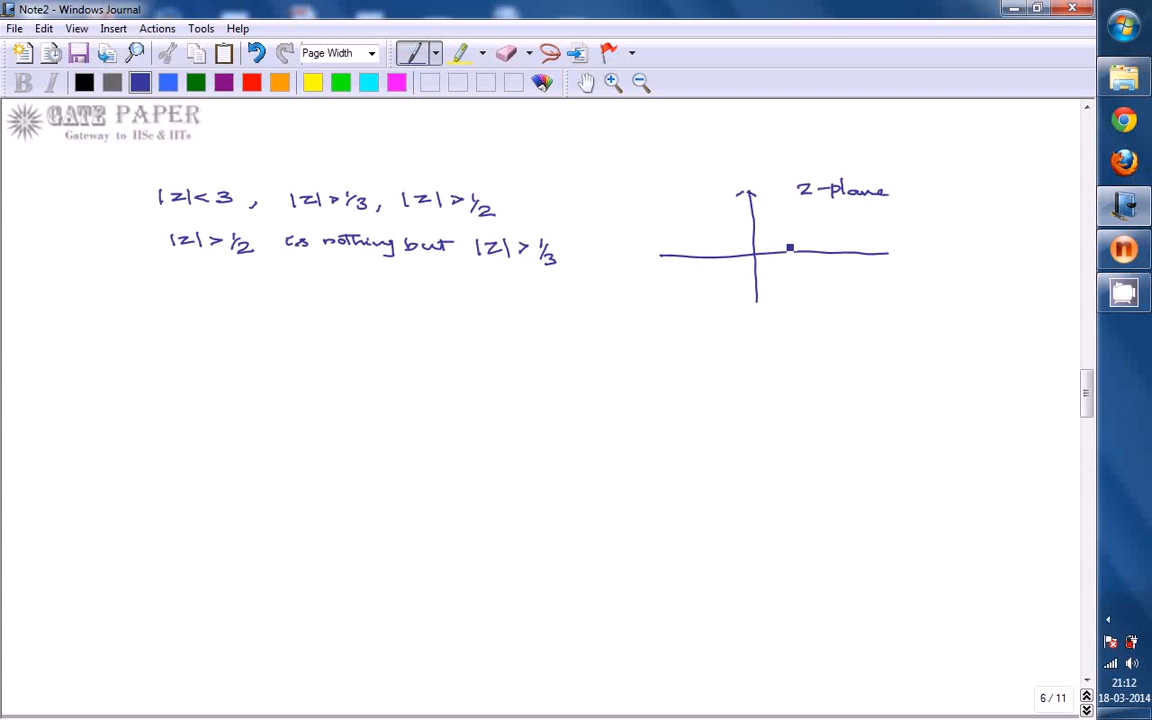 Note2 - Windows Journal
File Edit View Insert Actions Tools Help
Page Width
B I
GATE PAPER
Gateway to IISc & IITs
|z| < 3 , |z| > 1/3 , |z| > 1/2
z-plane
|z| > 1/2 is nothing but |z| > 1/3
6 / 11
21:12
18-03-2014